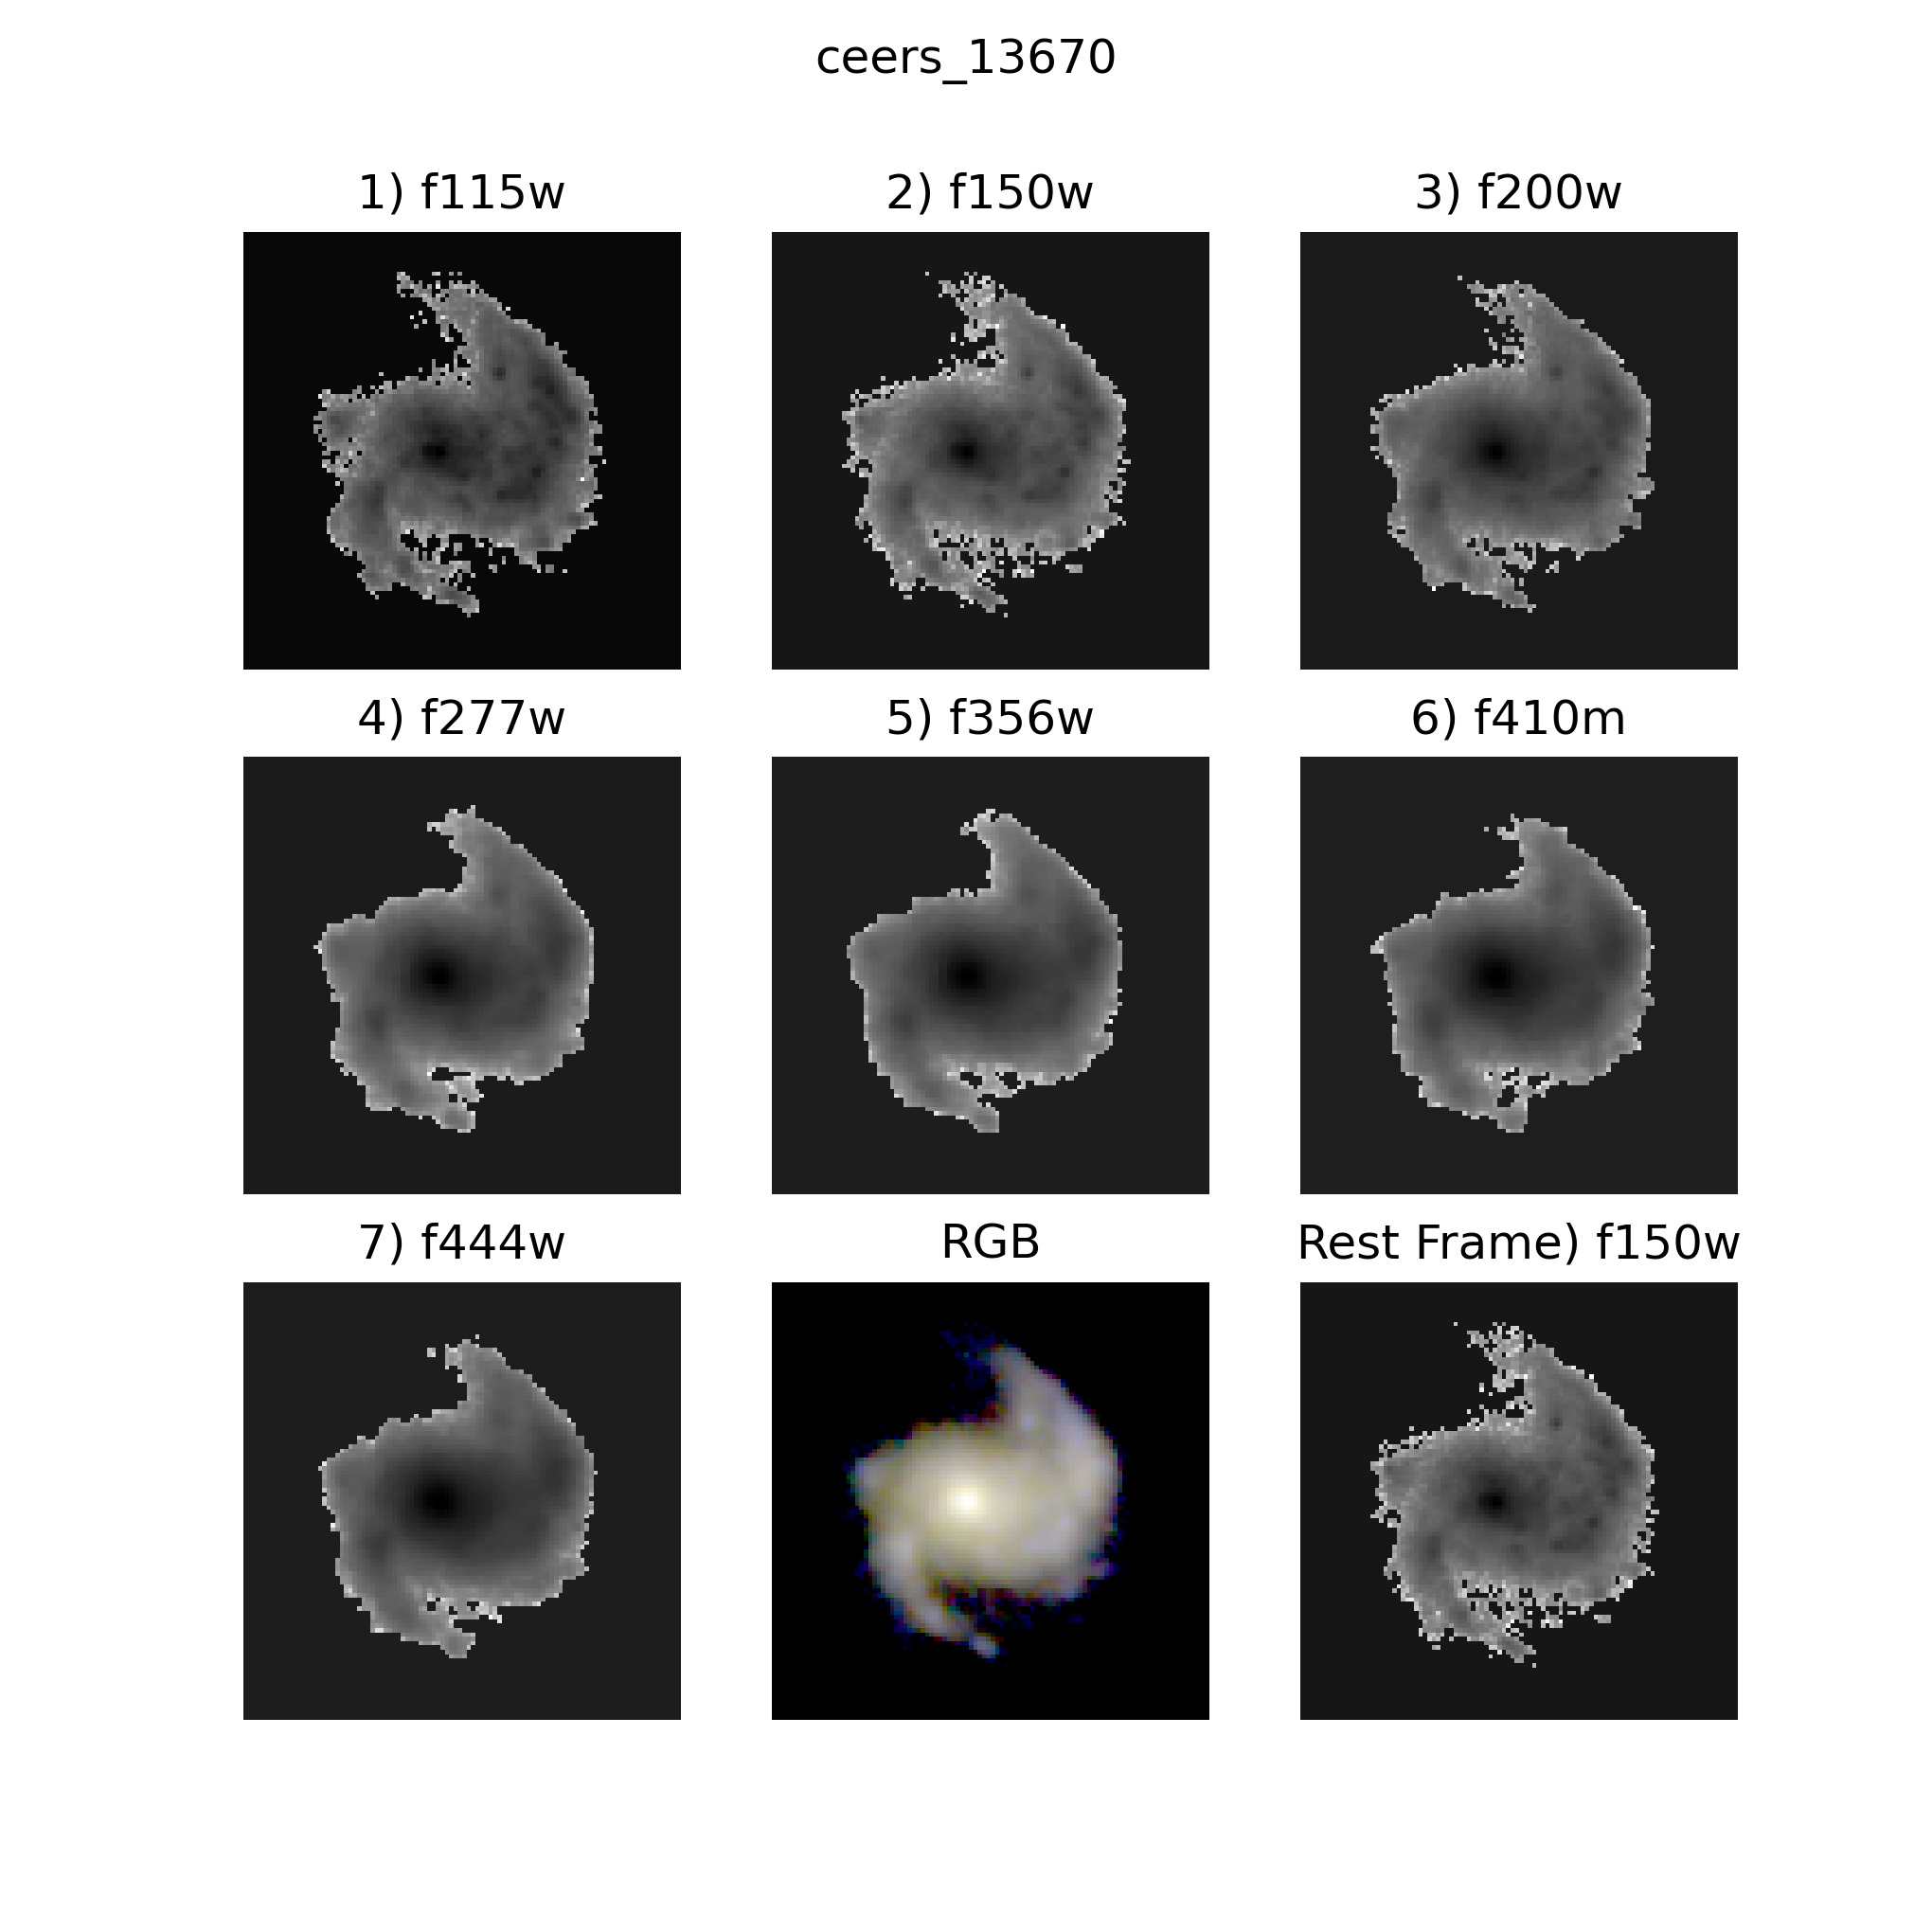 ceers_13670
1) f115w
2) f150w
3) f200w
4) f277w
5) f356w
6) f410m
7) f444w
RGB
Rest Frame) f150w